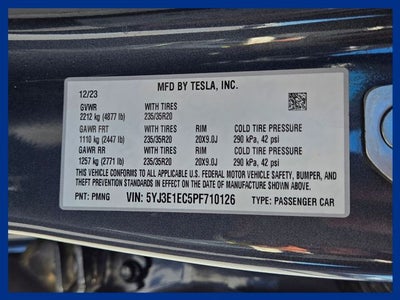 MFD BY TESLA, INC.
12/23
GVWR WITH TIRES
2212 kg (4877 lb) 235/35R20
GAWR FRT WITH TIRES RIM COLD TIRE PRESSURE
1110 kg (2447 lb) 235/35R20 20X9.0J 290 kPa, 42 psi
GAWR RR WITH TIRES RIM COLD TIRE PRESSURE
1257 kg (2771 lb) 235/35R20 20X9.0J 290 kPa, 42 psi
THIS VEHICLE CONFORMS TO ALL APPLICABLE U.S. FEDERAL MOTOR VEHICLE SAFETY, BUMPER, AND
THEFT PREVENTION STANDARDS IN EFFECT ON THE DATE OF MANUFACTURE SHOWN ABOVE.
PNT: PMNG VIN: 5YJ3E1EC5PF710126 TYPE: PASSENGER CAR